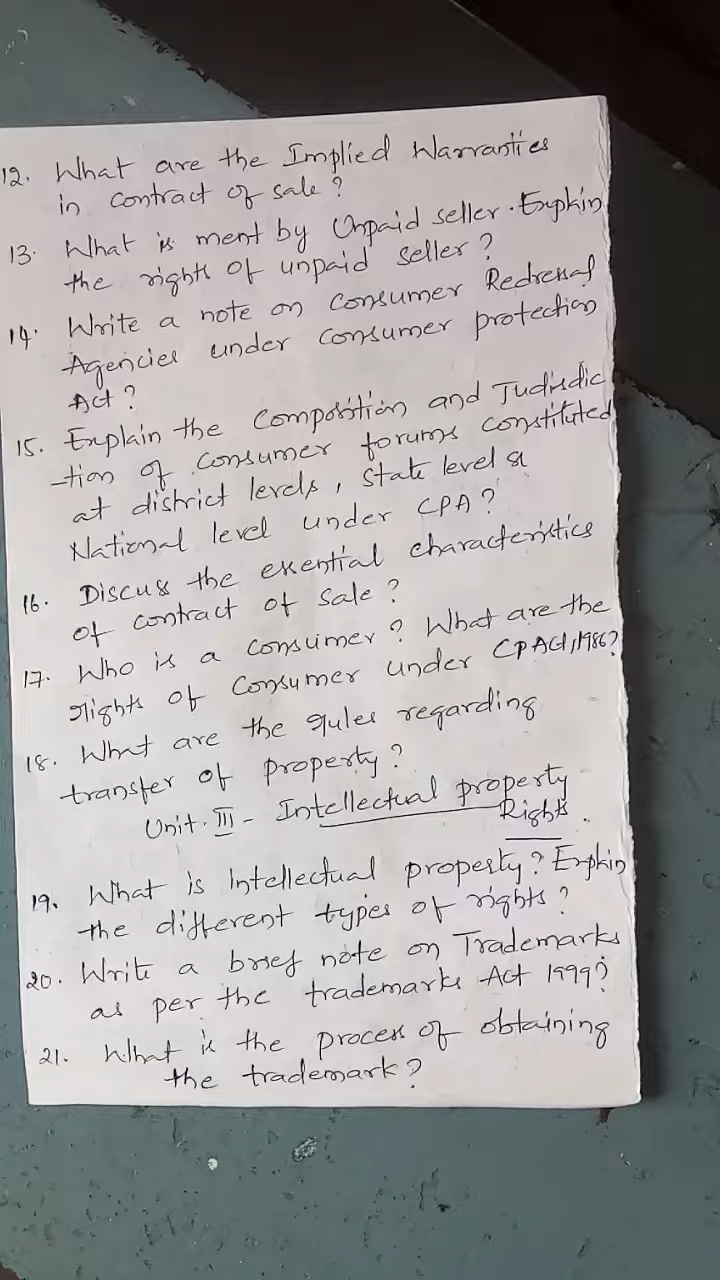 12. What are the Implied Warranties
in contract of sale?
13. What is ment by Unpaid seller. Explain
the rights of unpaid seller?
14. Write a note on Consumer Redressal
Agencies under consumer protection
Act?
15. Explain the Composition and Judisdic
-tion of consumer forums constituted
at district levels, State level &
National level under CPA?
16. Discuss the essential characteristics
of contract of sale?
17. Who is a consumer? What are the
rights of Consumer under CPAct, 1986?
18. What are the rules regarding
transfer of property?
Unit. III - Intellectual property
Rights.
19. What is Intellectual property? Explain
the different types of rights?
20. Write a brief note on Trademarks
as per the trademarks Act 1999?
21. What is the process of obtaining
the trademark?